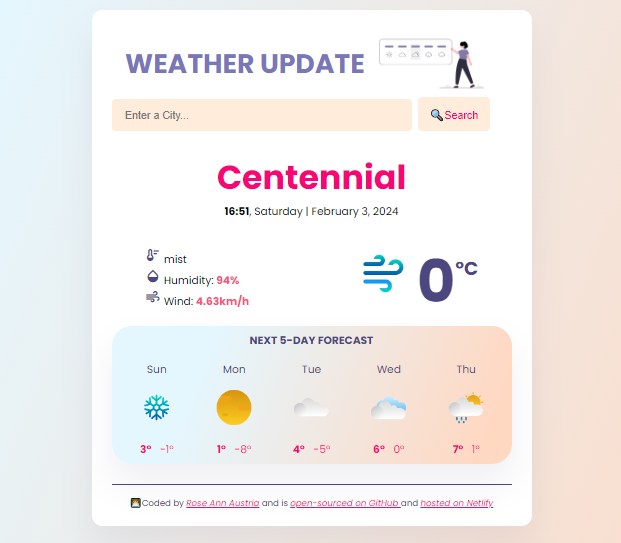 WEATHER UPDATE
Enter a City...
🔍Search
Centennial
16:51, Saturday | February 3, 2024
mist
Humidity: 94%
Wind: 4.63km/h
0°C
NEXT 5-DAY FORECAST
Sun Mon Tue Wed Thu
3° -1° 1° -8° 4° -5° 6° 0° 7° 1°
Coded by Rose Ann Austria and is open-sourced on GitHub and hosted on Netlify